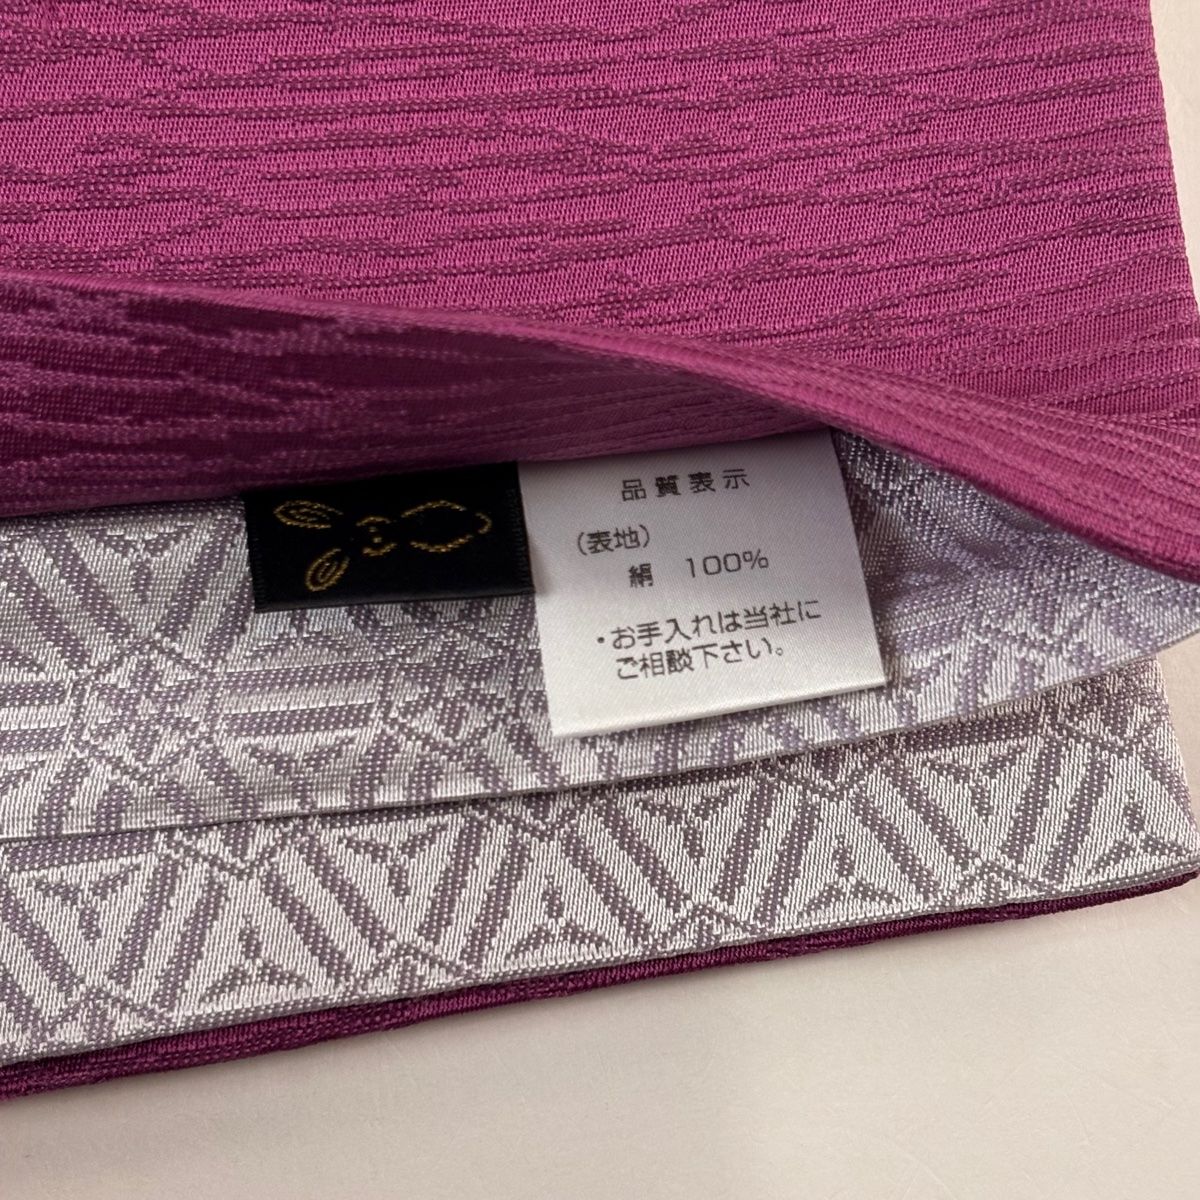 品質表示
（表地）
絹 100%
・お手入れは当社に
ご相談下さい。